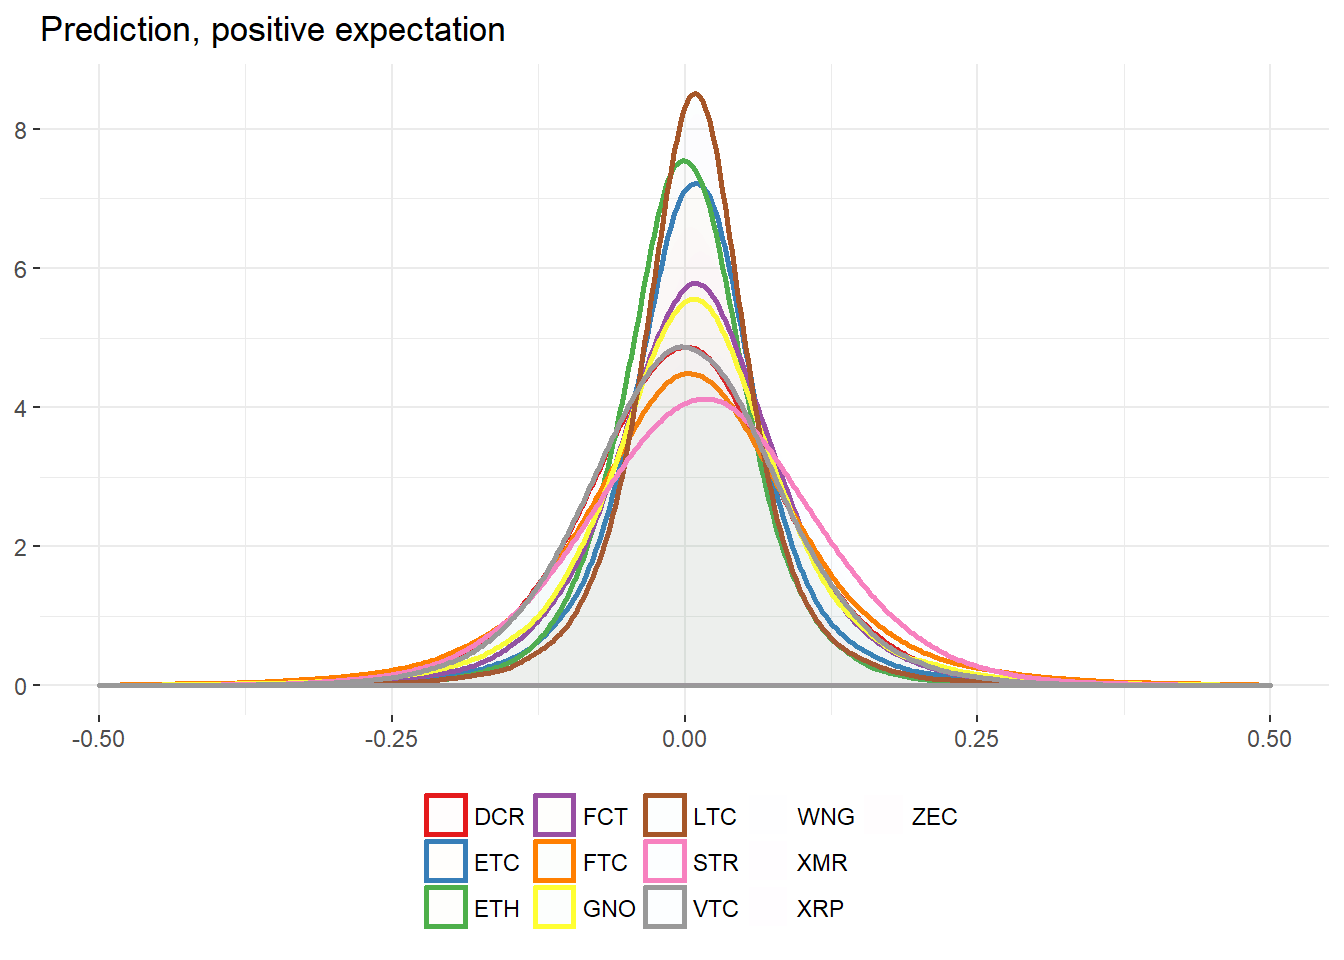 Prediction, positive expectation
8
6
4
2
0
-0.50 -0.25 0.00 0.25 0.50
DCR FCT LTC WNG ZEC
ETC FTC STR XMR
ETH GNO VTC XRP